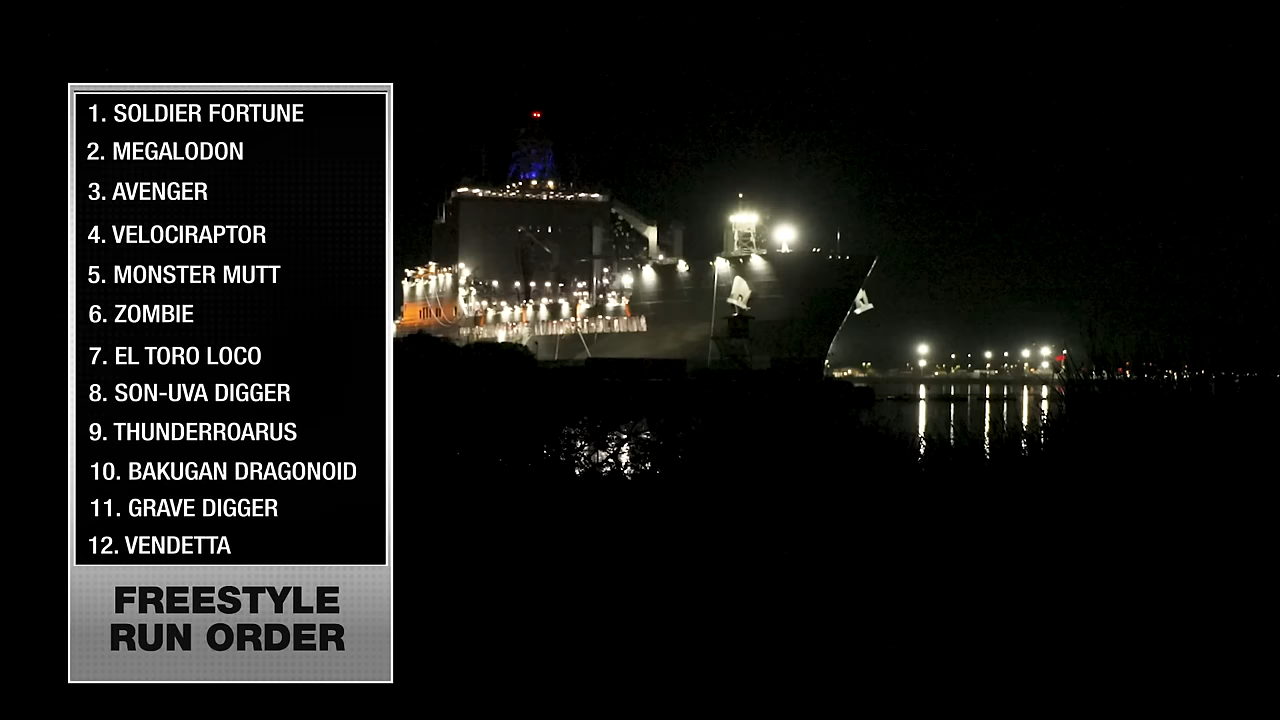 1. SOLDIER FORTUNE
2. MEGALODON
3. AVENGER
4. VELOCIRAPTOR
5. MONSTER MUTT
6. ZOMBIE
7. EL TORO LOCO
8. SON-UVA DIGGER
9. THUNDERROARUS
10. BAKUGAN DRAGONOID
11. GRAVE DIGGER
12. VENDETTA
FREESTYLE
RUN ORDER